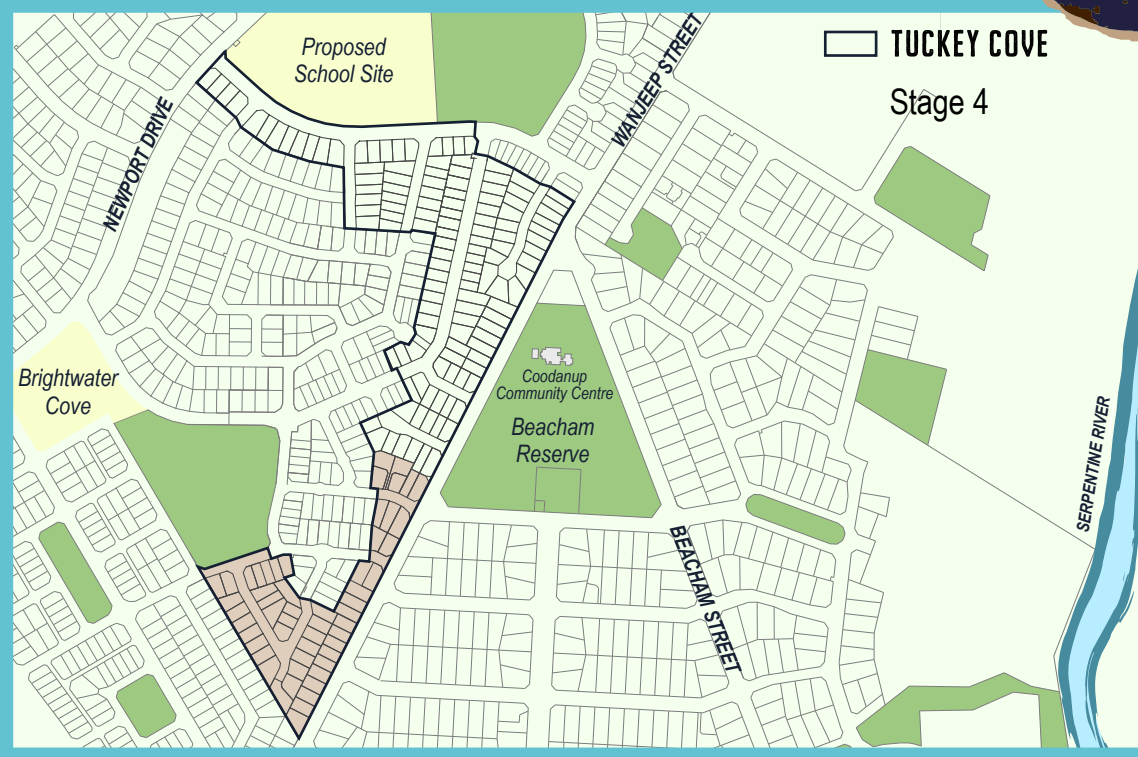 TUCKEY COVE
Stage 4
Proposed
School Site
WANJEEP STREET
NEWPORT DRIVE
Brightwater
Cove
Coodanup
Community Centre
Beacham
Reserve
SERPENTINE RIVER
BEACHAM STREET